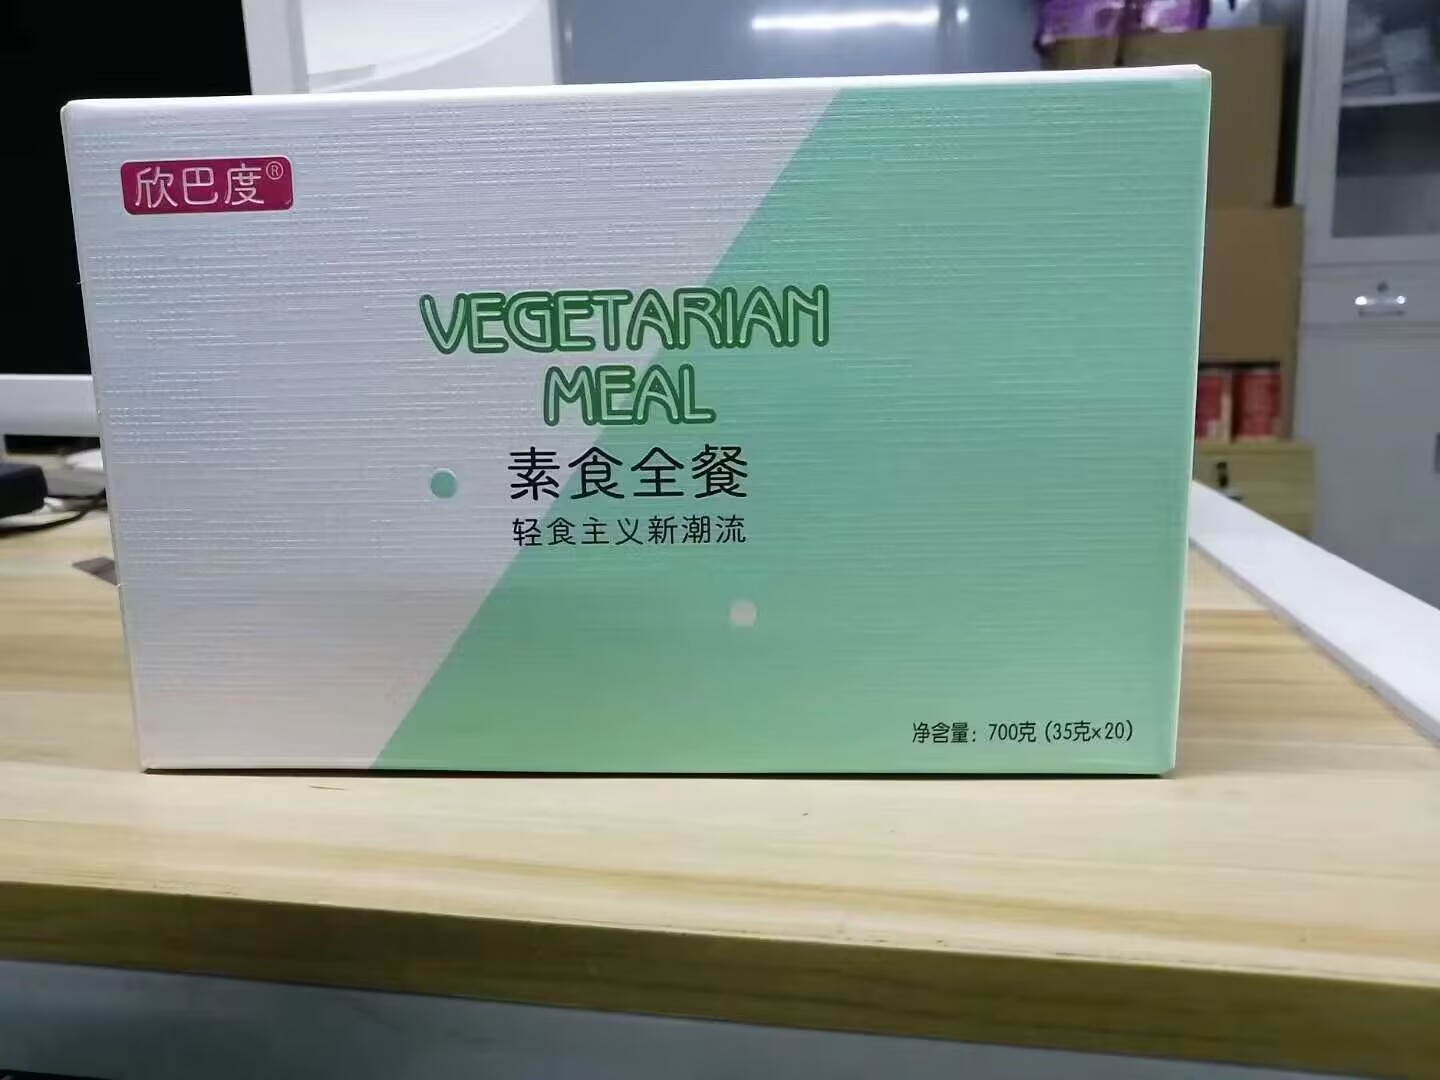 欣巴度®
VEGETARIAN
MEAL
素食全餐
轻食主义新潮流
净含量：700克（35克×20）